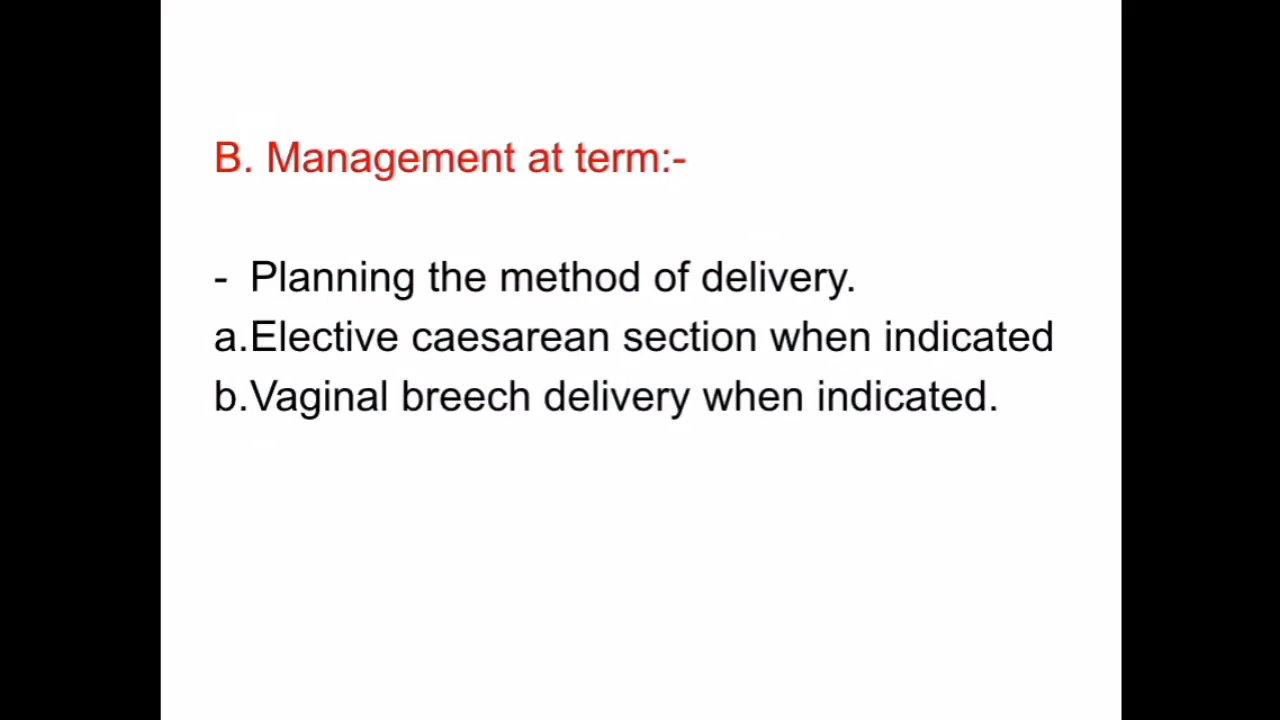 B. Management at term:-
- Planning the method of delivery.
a.Elective caesarean section when indicated
b.Vaginal breech delivery when indicated.